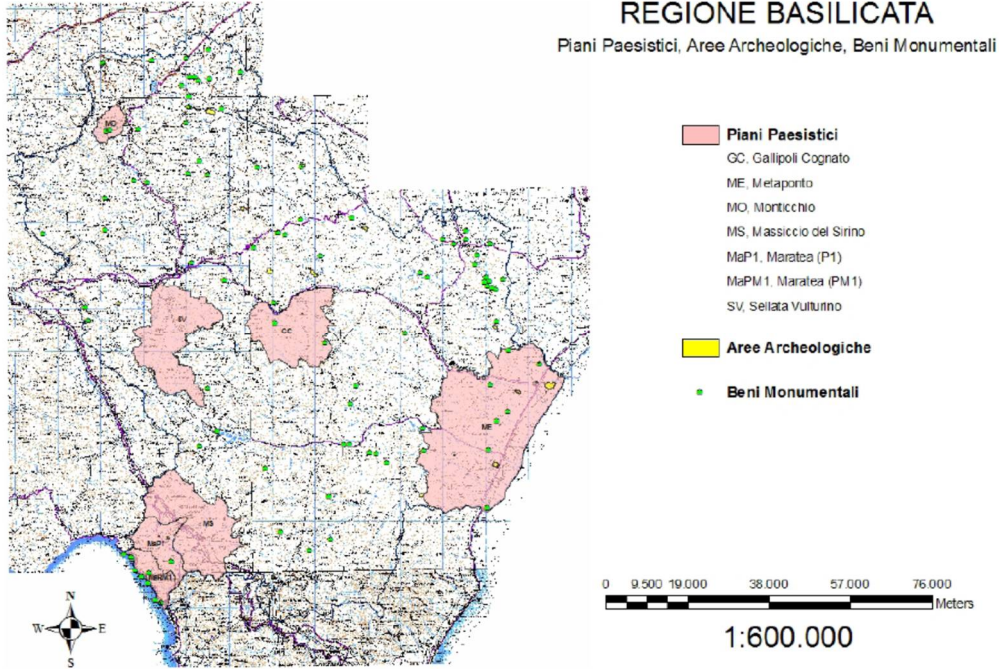 REGIONE BASILICATA
Piani Paesistici, Aree Archeologiche, Beni Monumentali
Piani Paesistici
GC, Gallipoli Cognato
ME, Metaponto
MO, Monticchio
MS, Massiccio del Sirino
MaP1, Maratea (P1)
MaPM1, Maratea (PM1)
SV, Sellata Vulturino
Aree Archeologiche
Beni Monumentali
MO
SV
GC
ME
MS
MaP1
MaPM1
N
W E
S
0 9.500 19.000 38.000 57.000 76.000
Meters
1:600.000